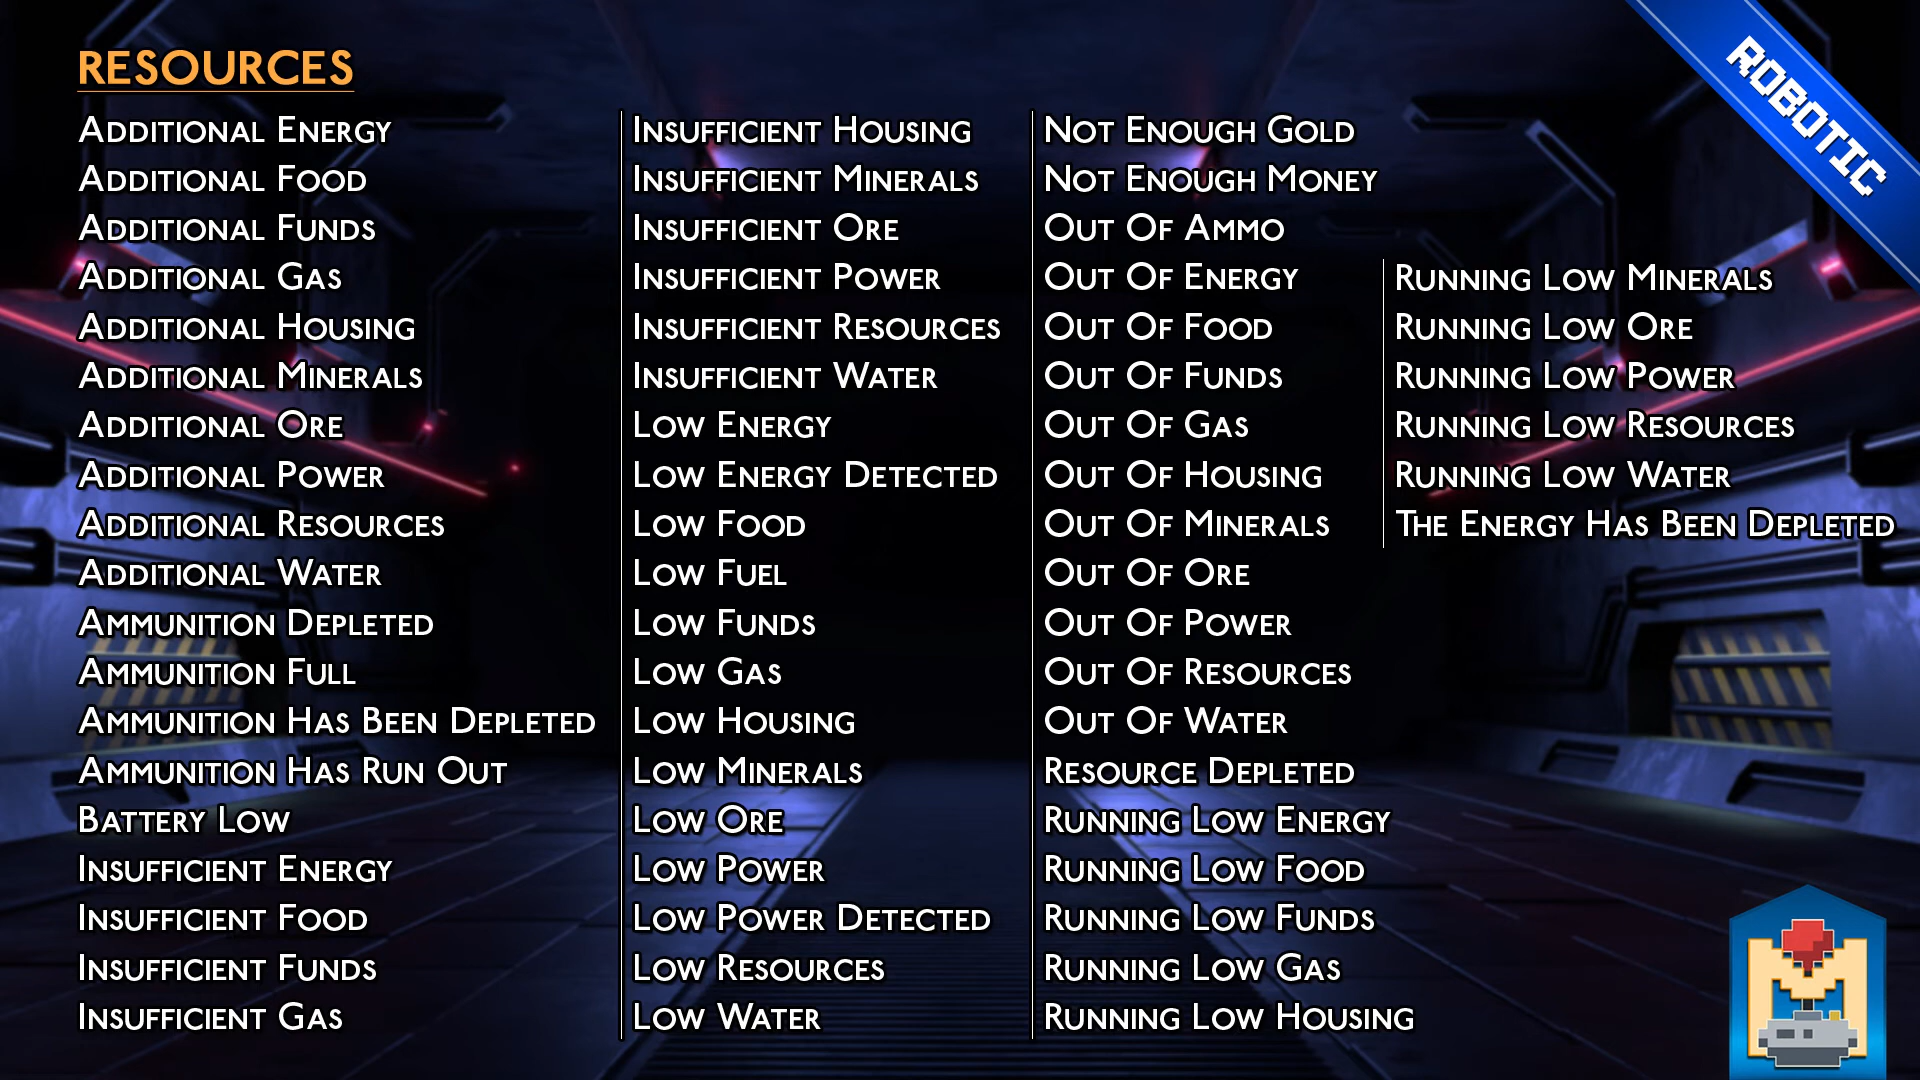 RESOURCES
ADDITIONAL ENERGY
ADDITIONAL FOOD
ADDITIONAL FUNDS
ADDITIONAL GAS
ADDITIONAL HOUSING
ADDITIONAL MINERALS
ADDITIONAL ORE
ADDITIONAL POWER
ADDITIONAL RESOURCES
ADDITIONAL WATER
AMMUNITION DEPLETED
AMMUNITION FULL
AMMUNITION HAS BEEN DEPLETED
AMMUNITION HAS RUN OUT
BATTERY LOW
INSUFFICIENT ENERGY
INSUFFICIENT FOOD
INSUFFICIENT FUNDS
INSUFFICIENT GAS
INSUFFICIENT HOUSING
INSUFFICIENT MINERALS
INSUFFICIENT ORE
INSUFFICIENT POWER
INSUFFICIENT RESOURCES
INSUFFICIENT WATER
LOW ENERGY
LOW ENERGY DETECTED
LOW FOOD
LOW FUEL
LOW FUNDS
LOW GAS
LOW HOUSING
LOW MINERALS
LOW ORE
LOW POWER
LOW POWER DETECTED
LOW RESOURCES
LOW WATER
NOT ENOUGH GOLD
NOT ENOUGH MONEY
OUT OF AMMO
OUT OF ENERGY
OUT OF FOOD
OUT OF FUNDS
OUT OF GAS
OUT OF HOUSING
OUT OF MINERALS
OUT OF ORE
OUT OF POWER
OUT OF RESOURCES
OUT OF WATER
RESOURCE DEPLETED
RUNNING LOW ENERGY
RUNNING LOW FOOD
RUNNING LOW FUNDS
RUNNING LOW GAS
RUNNING LOW HOUSING
RUNNING LOW MINERALS
RUNNING LOW ORE
RUNNING LOW POWER
RUNNING LOW RESOURCES
RUNNING LOW WATER
THE ENERGY HAS BEEN DEPLETED
ROBOTIC